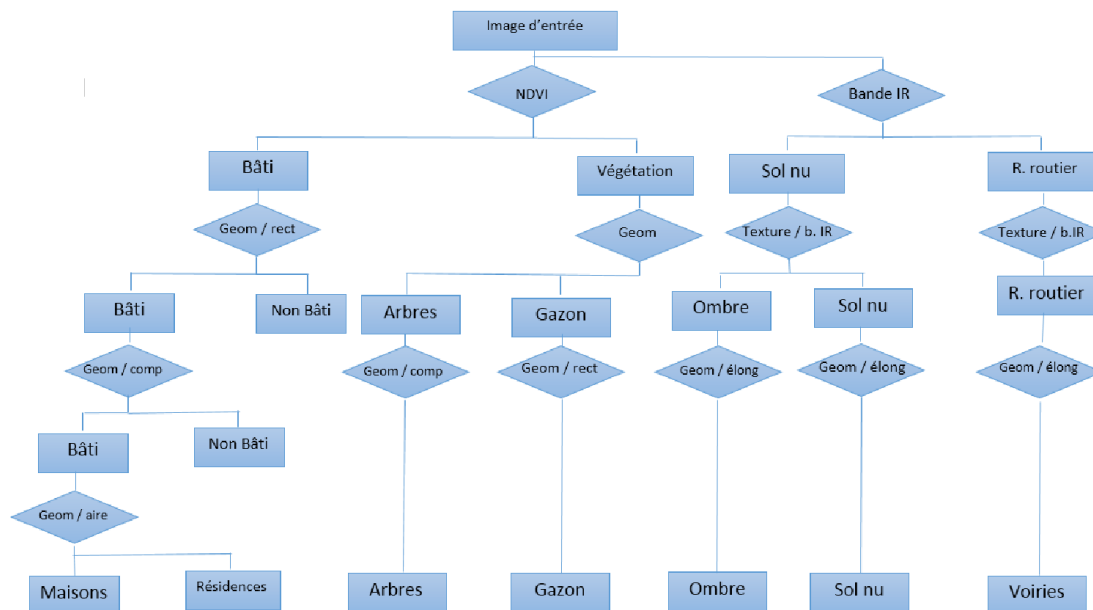 Image d'entrée
NDVI
Bande IR
Bâti
Végétation
Sol nu
R. routier
Geom / rect
Geom
Texture / b. IR
Texture / b.IR
Bâti
Non Bâti
Arbres
Gazon
Ombre
Sol nu
R. routier
Geom / comp
Geom / comp
Geom / rect
Geom / élong
Geom / élong
Geom / élong
Bâti
Non Bâti
Geom / aire
Maisons
Résidences
Arbres
Gazon
Ombre
Sol nu
Voiries